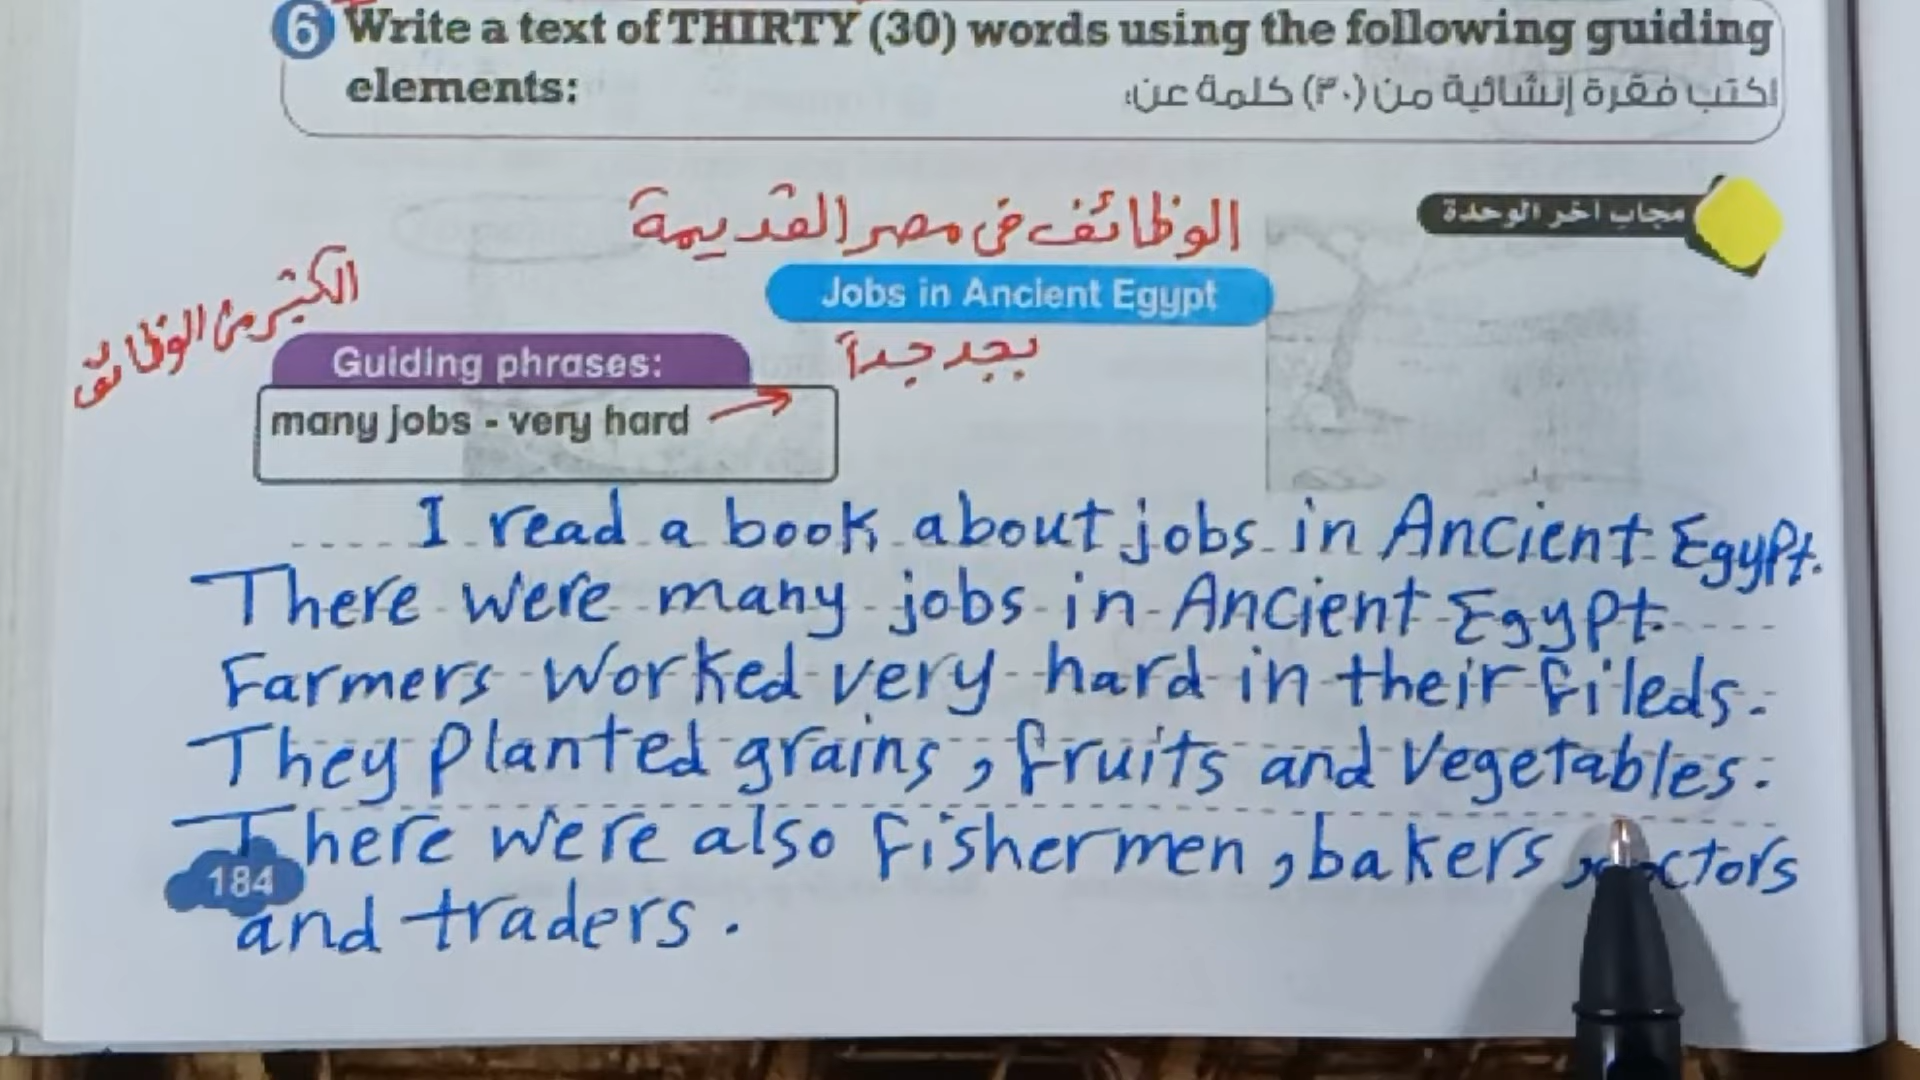 6 Write a text of THIRTY (30) words using the following guiding
elements:
اكتب فقرة إنشائية من (٣٠) كلمة عن:
مجاب آخر الوحدة
الوظائف في مصر القديمة
Jobs in Ancient Egypt
الكثير من الوظائف
بجد جداً
Guiding phrases:
many jobs - very hard
I read a book about jobs in Ancient Egypt.
There were many jobs in Ancient Egypt.
Farmers worked very hard in their fileds.
They planted grains, fruits and vegetables.
There were also fishermen, bakers,
and traders.
184